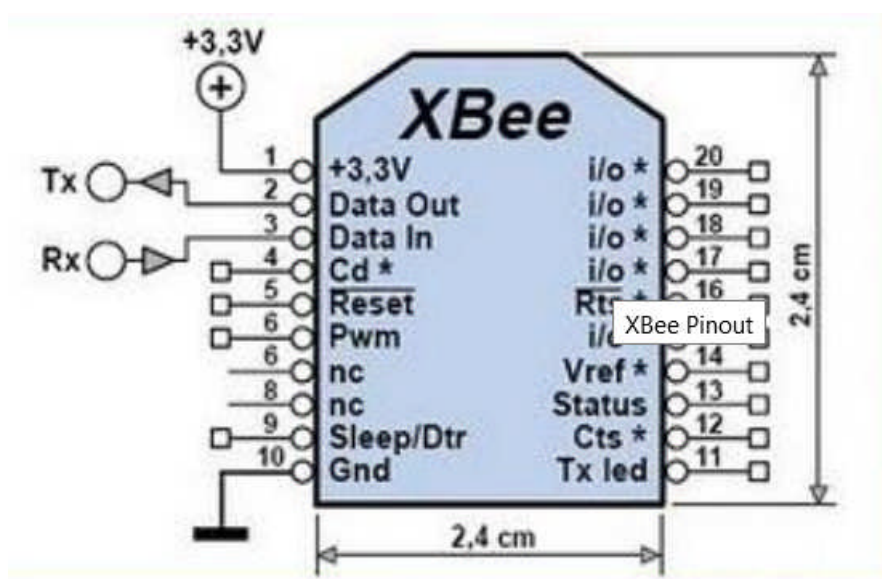 +3,3V
XBee
1 +3,3V i/o * 20
Tx 2 Data Out i/o * 19
3 Data In i/o * 18
Rx 4 Cd * i/o * 17
5 Reset Rts 16
6 Pwm i/
XBee Pinout
6 nc Vref * 14
8 nc Status 13
9 Sleep/Dtr Cts * 12
10 Gnd Tx led 11
2,4 cm
2,4 cm